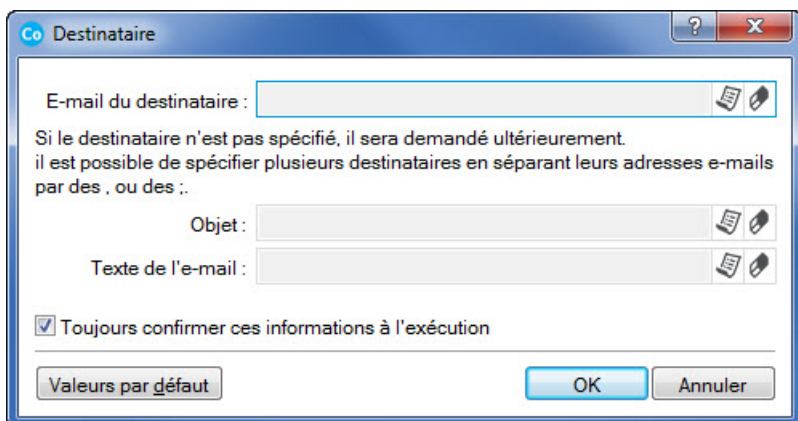 Co Destinataire
?
E-mail du destinataire :
Si le destinataire n'est pas spécifié, il sera demandé ultérieurement.
il est possible de spécifier plusieurs destinataires en séparant leurs adresses e-mails
par des , ou des ;.
Objet :
Texte de l'e-mail :
Toujours confirmer ces informations à l'exécution
Valeurs par défaut OK Annuler